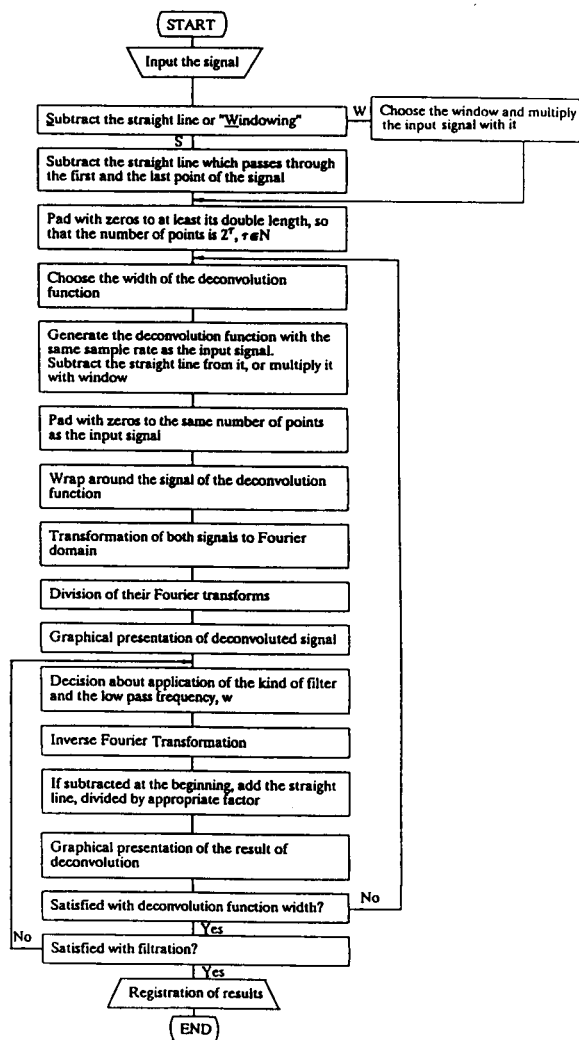 START
Input the signal
Subtract the straight line or "Windowing"
W
Choose the window and multiply
the input signal with it
S
Subtract the straight line which passes through
the first and the last point of the signal
Pad with zeros to at least its double length, so
that the number of points is 2^τ, τ∈N
Choose the width of the deconvolution
function
Generate the deconvolution function with the
same sample rate as the input signal.
Subtract the straight line from it, or multiply it
with window
Pad with zeros to the same number of points
as the input signal
Wrap around the signal of the deconvolution
function
Transformation of both signals to Fourier
domain
Division of their Fourier transforms
Graphical presentation of deconvoluted signal
Decision about application of the kind of filter
and the low pass frequency, w
Inverse Fourier Transformation
If subtracted at the beginning, add the straight
line, divided by appropriate factor
Graphical presentation of the result of
deconvolution
Satisfied with deconvolution function width?
No
Yes
No
Satisfied with filtration?
Yes
Registration of results
END